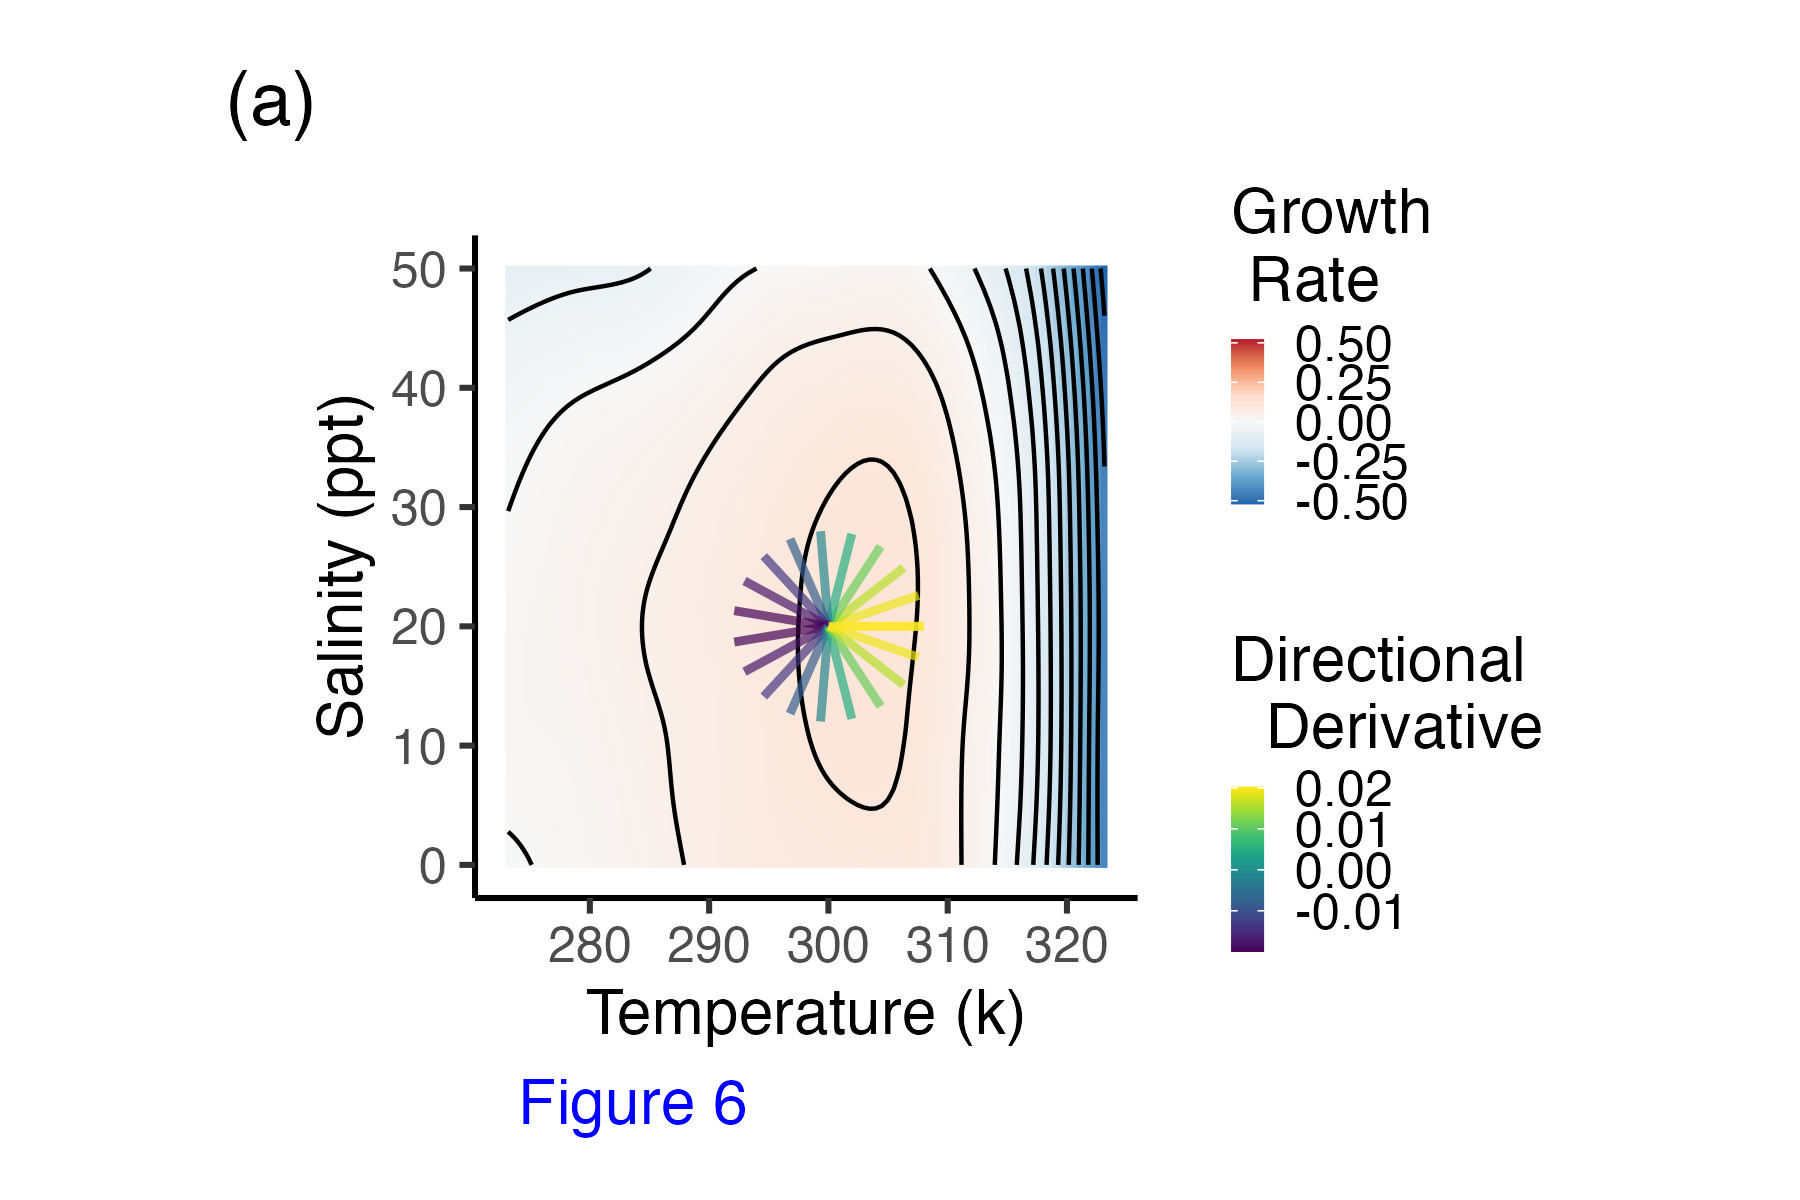 (a)
Growth
Rate
0.50
0.25
0.00
-0.25
-0.50
50
40
30
20
10
0
Salinity (ppt)
280 290 300 310 320
Temperature (k)
Directional
Derivative
0.02
0.01
0.00
-0.01
Figure 6